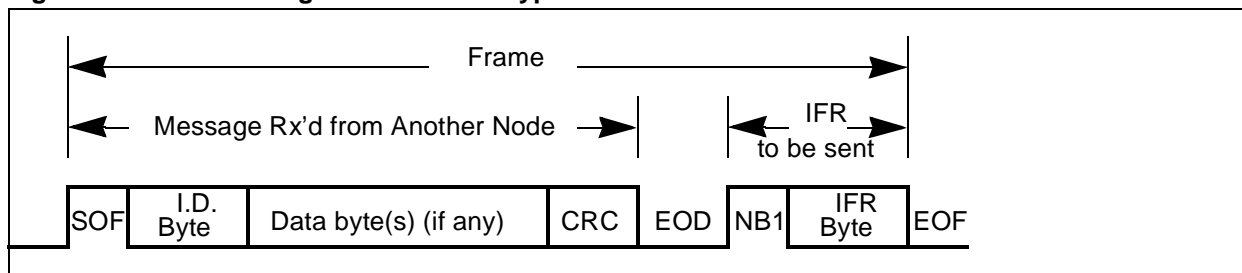 Frame
Message Rx'd from Another Node
IFR
to be sent
SOF
I.D.
Byte
Data byte(s) (if any)
CRC
EOD
NB1
IFR
Byte
EOF